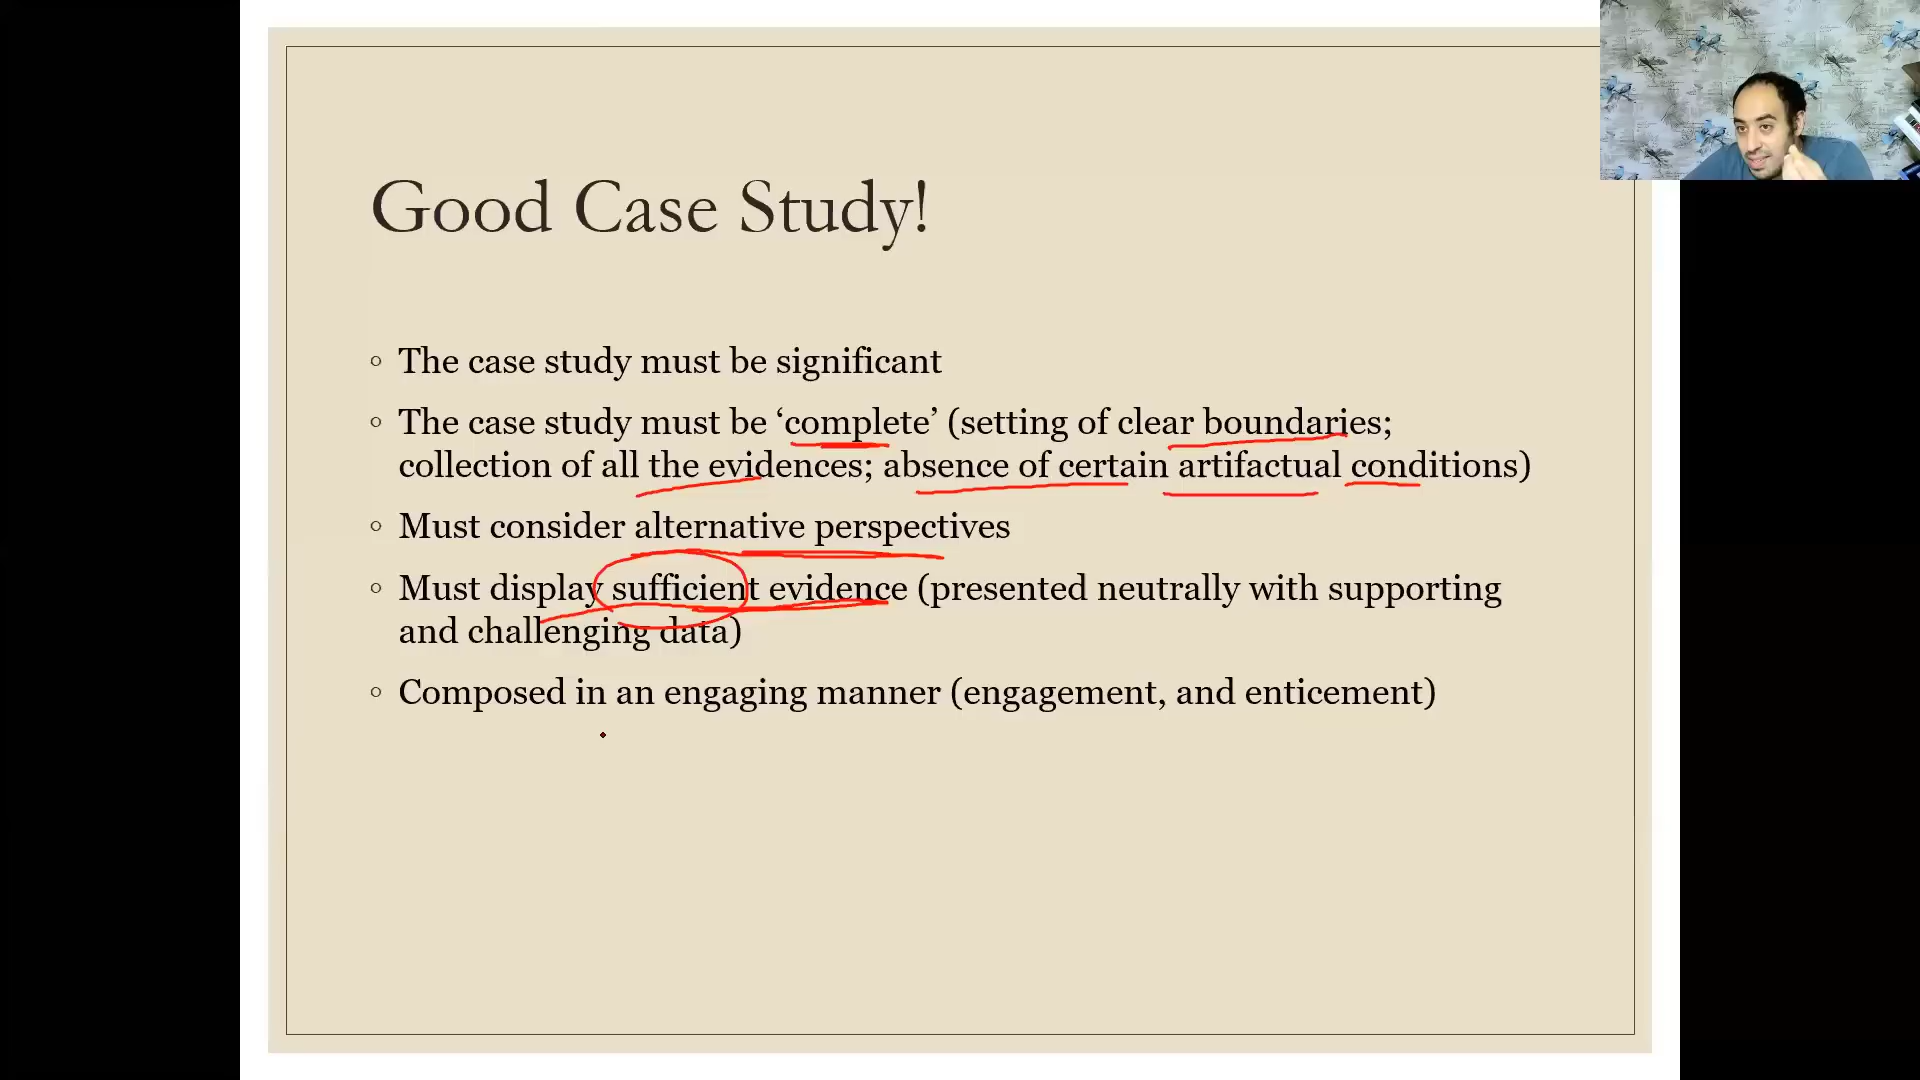 Good Case Study!
◦ The case study must be significant
◦ The case study must be ‘complete’ (setting of clear boundaries;
collection of all the evidences; absence of certain artifactual conditions)
◦ Must consider alternative perspectives
◦ Must display sufficient evidence (presented neutrally with supporting
and challenging data)
◦ Composed in an engaging manner (engagement, and enticement)